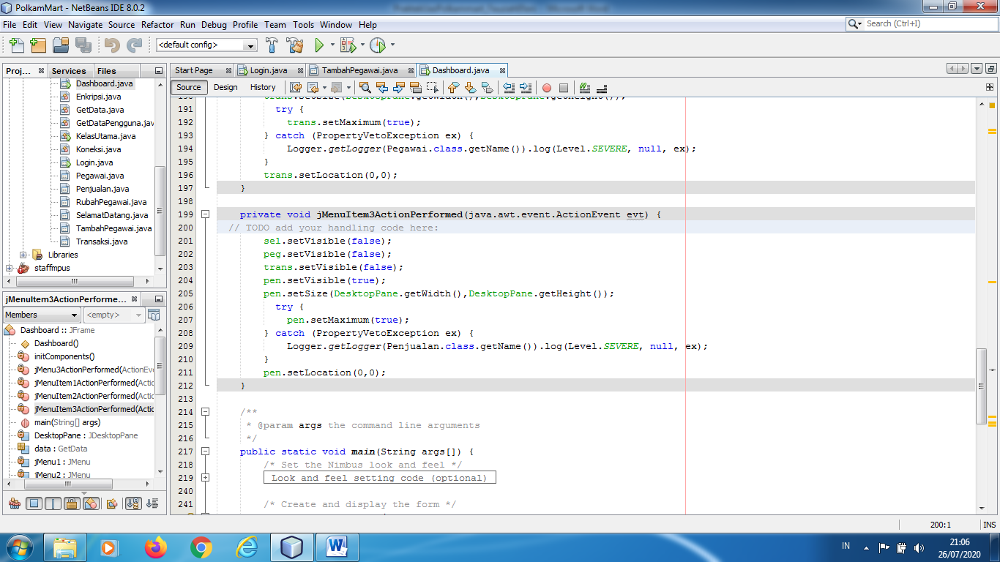 PolkamMart - NetBeans IDE 8.0.2
File Edit View Navigate Source Refactor Run Debug Profile Team Tools Window Help
Search (Ctrl+I)
<default config>
Proj... Services Files
Start Page Login.java TambahPegawai.java Dashboard.java
Source Design History
Dashboard.java
Enkripsi.java
GetData.java
GetDataPengguna.jav
KelasUtama.java
Koneksi.java
Login.java
Pegawai.java
Penjualan.java
RubahPegawai.java
SelamatDatang.java
TambahPegawai.java
Transaksi.java
Libraries
staffmpus
jMenuItem3ActionPerforme...
Members <empty>
Dashboard :: JFrame
Dashboard()
initComponents()
jMenu3ActionPerformed(ActionEv
jMenuItem1ActionPerformed(Actic
jMenuItem2ActionPerformed(Actic
jMenuItem3ActionPerformed(Actic
main(String[] args)
DesktopPane : JDesktopPane
data : GetData
jMenu1 : JMenu
jMenu2 : JMenu
190 trans.setSize(DesktopPane.getWidth(),DesktopPane.getHeight());
191 try {
192 trans.setMaximum(true);
193 } catch (PropertyVetoException ex) {
194 Logger.getLogger(Pegawai.class.getName()).log(Level.SEVERE, null, ex);
195 }
196 trans.setLocation(0,0);
197 }
198
199 private void jMenuItem3ActionPerformed(java.awt.event.ActionEvent evt) {
200 // TODO add your handling code here:
201 sel.setVisible(false);
202 peg.setVisible(false);
203 trans.setVisible(false);
204 pen.setVisible(true);
205 pen.setSize(DesktopPane.getWidth(),DesktopPane.getHeight());
206 try {
207 pen.setMaximum(true);
208 } catch (PropertyVetoException ex) {
209 Logger.getLogger(Penjualan.class.getName()).log(Level.SEVERE, null, ex);
210 }
211 pen.setLocation(0,0);
212 }
213
214 /**
215 * @param args the command line arguments
216 */
217 public static void main(String args[]) {
218 /* Set the Nimbus look and feel */
219 Look and feel setting code (optional)
240
241 /* Create and display the form */
200:1 INS
IN
21:06
26/07/2020